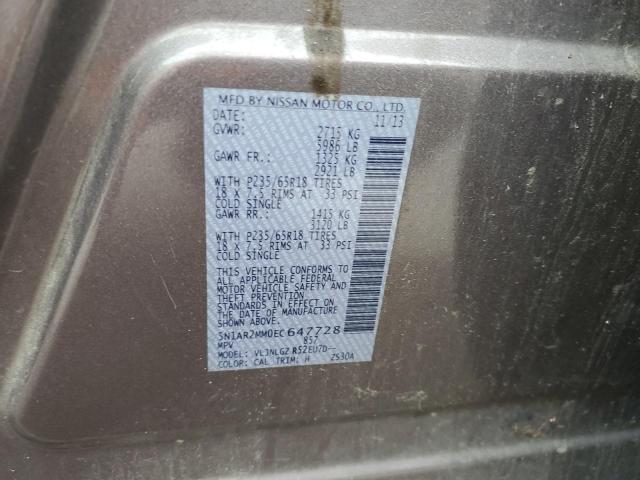 MFD BY NISSAN MOTOR CO., LTD.
DATE: 11/13
GVWR: 2715 KG
5986 LB
GAWR FR.: 1325 KG
2921 LB
WITH P235/65R18 TIRES
18 X 7.5 RIMS AT 33 PSI
COLD SINGLE
GAWR RR.: 1415 KG
3120 LB
WITH P235/65R18 TIRES
18 X 7.5 RIMS AT 33 PSI
COLD SINGLE
THIS VEHICLE CONFORMS TO
ALL APPLICABLE FEDERAL
MOTOR VEHICLE SAFETY AND
THEFT PREVENTION
STANDARDS IN EFFECT ON
THE DATE OF MANUFACTURE
SHOWN ABOVE.
5N1AR2MM0EC647728
MPV 857
MODEL: VLJNLGZ R52EU7D--
COLOR: CAL TRIM: H ZS30A